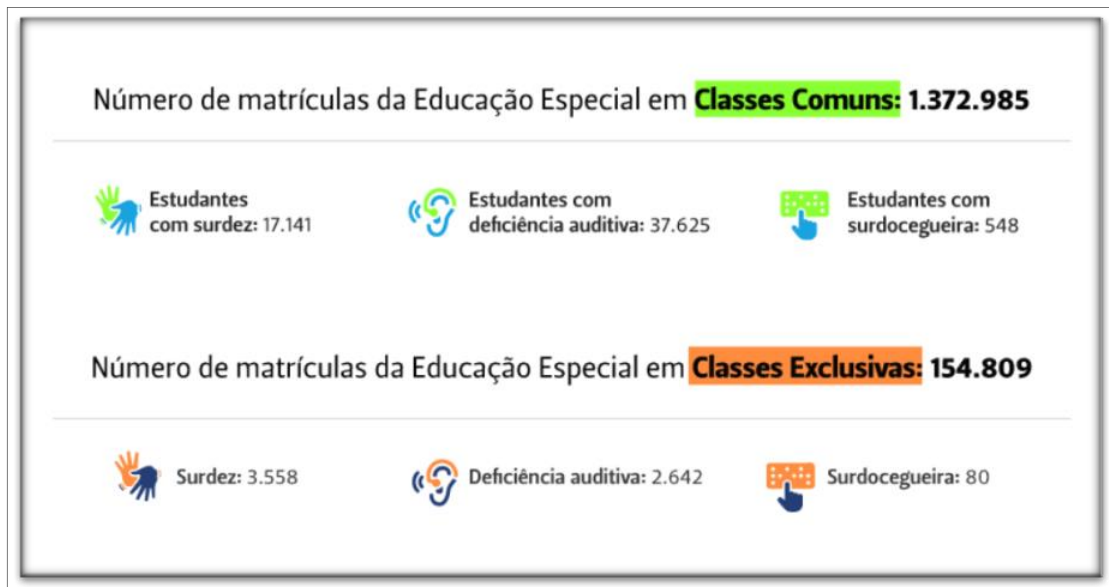 Número de matrículas da Educação Especial em Classes Comuns: 1.372.985
Estudantes
com surdez: 17.141
Estudantes com
deficiência auditiva: 37.625
Estudantes com
surdocegueira: 548
Número de matrículas da Educação Especial em Classes Exclusivas: 154.809
Surdez: 3.558
Deficiência auditiva: 2.642
Surdocegueira: 80